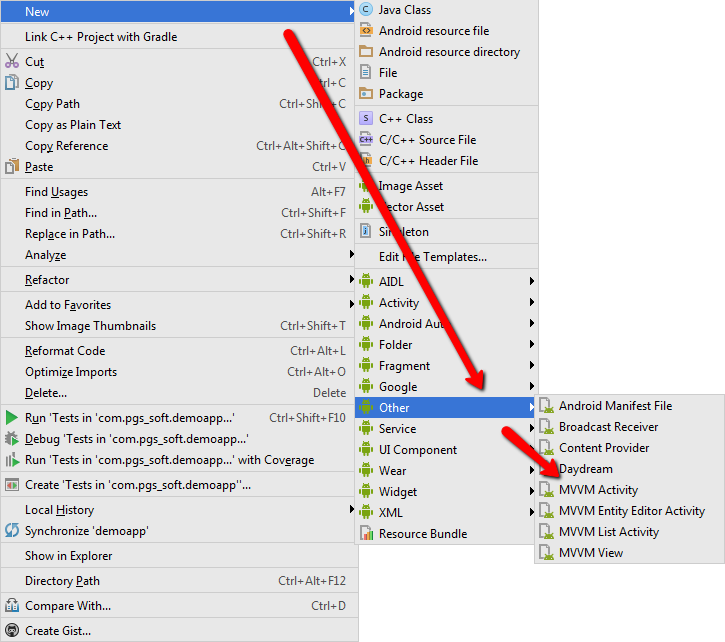 New
Link C++ Project with Gradle
Cut Ctrl+X
Copy Ctrl+C
Copy Path Ctrl+Shift+C
Copy as Plain Text
Copy Reference Ctrl+Alt+Shift+C
Paste Ctrl+V
Find Usages Alt+F7
Find in Path... Ctrl+Shift+F
Replace in Path... Ctrl+Shift+R
Analyze
Refactor
Add to Favorites
Show Image Thumbnails Ctrl+Shift+T
Reformat Code Ctrl+Alt+L
Optimize Imports Ctrl+Alt+O
Delete... Delete
Run 'Tests in 'com.pgs_soft.demoapp...' Ctrl+Shift+F10
Debug 'Tests in 'com.pgs_soft.demoapp...'
Run 'Tests in 'com.pgs_soft.demoapp...' with Coverage
Create 'Tests in 'com.pgs_soft.demoapp''...
Local History
Synchronize 'demoapp'
Show in Explorer
Directory Path Ctrl+Alt+F12
Compare With... Ctrl+D
Create Gist...
Java Class
Android resource file
Android resource directory
File
Package
C++ Class
C/C++ Source File
C/C++ Header File
Image Asset
Vector Asset
Singleton
Edit File Templates...
AIDL
Activity
Android Auto
Folder
Fragment
Google
Other
Service
UI Component
Wear
Widget
XML
Resource Bundle
Android Manifest File
Broadcast Receiver
Content Provider
Daydream
MVVM Activity
MVVM Entity Editor Activity
MVVM List Activity
MVVM View